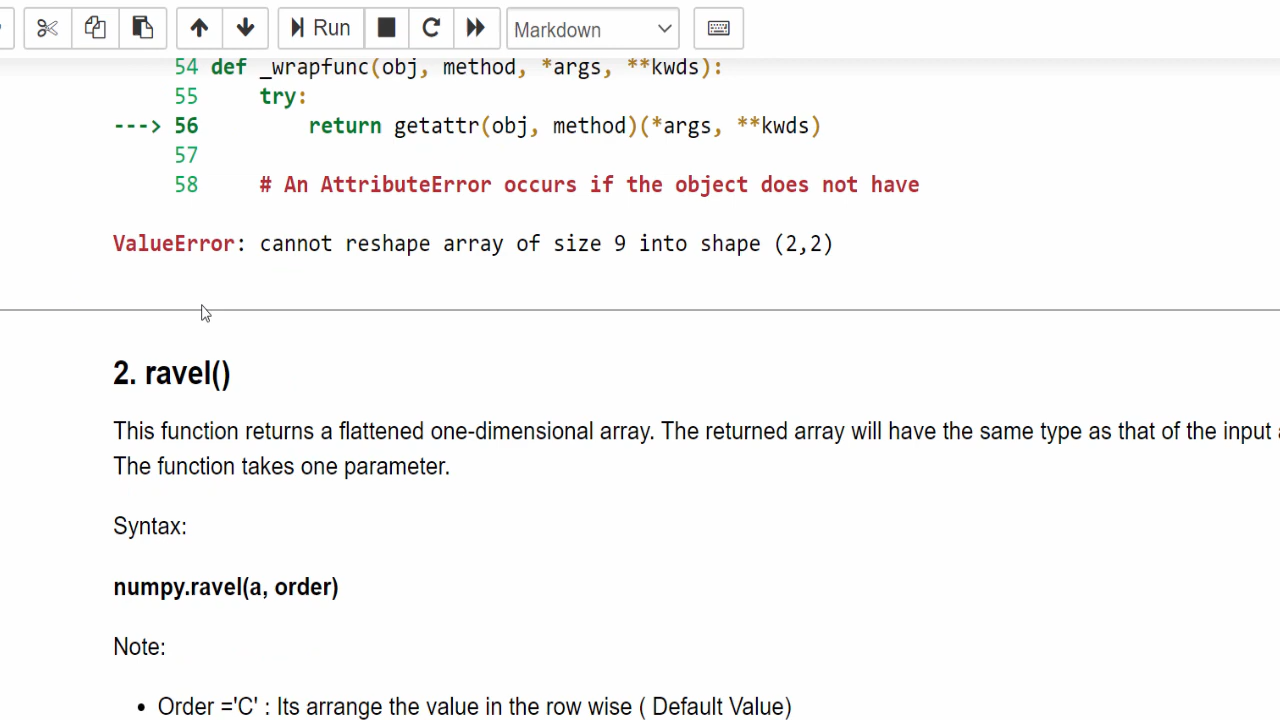 Run Markdown
54 def _wrapfunc(obj, method, *args, **kwds):
55 try:
---> 56 return getattr(obj, method)(*args, **kwds)
57
58 # An AttributeError occurs if the object does not have
ValueError: cannot reshape array of size 9 into shape (2,2)
2. ravel()
This function returns a flattened one-dimensional array. The returned array will have the same type as that of the input
The function takes one parameter.
Syntax:
numpy.ravel(a, order)
Note:
• Order ='C' : Its arrange the value in the row wise ( Default Value)